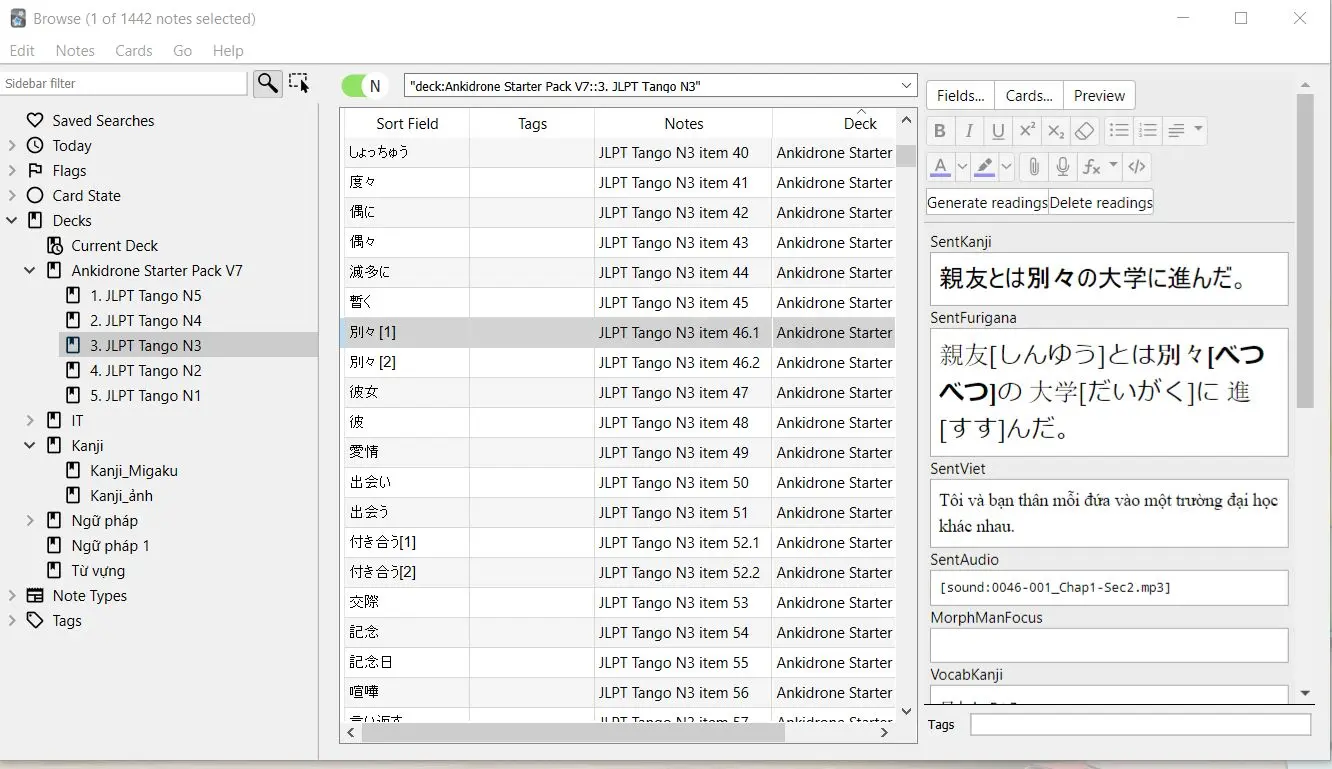 Browse (1 of 1442 notes selected)
Edit Notes Cards Go Help
Sidebar filter
Saved Searches
Today
Flags
Card State
Decks
Current Deck
Ankidrone Starter Pack V7
1. JLPT Tango N5
2. JLPT Tango N4
3. JLPT Tango N3
4. JLPT Tango N2
5. JLPT Tango N1
IT
Kanji
Kanji_Migaku
Kanji_ảnh
Ngữ pháp
Ngữ pháp 1
Từ vựng
Note Types
Tags
N "deck:Ankidrone Starter Pack V7::3. JLPT Tango N3"
Sort Field Tags Notes Deck
しょっちゅう JLPT Tango N3 item 40 Ankidrone Starter
度々 JLPT Tango N3 item 41 Ankidrone Starter
偶に JLPT Tango N3 item 42 Ankidrone Starter
偶々 JLPT Tango N3 item 43 Ankidrone Starter
滅多に JLPT Tango N3 item 44 Ankidrone Starter
暫く JLPT Tango N3 item 45 Ankidrone Starter
別々[1] JLPT Tango N3 item 46.1 Ankidrone Starter
別々[2] JLPT Tango N3 item 46.2 Ankidrone Starter
彼女 JLPT Tango N3 item 47 Ankidrone Starter
彼 JLPT Tango N3 item 48 Ankidrone Starter
愛情 JLPT Tango N3 item 49 Ankidrone Starter
出会い JLPT Tango N3 item 50 Ankidrone Starter
出会う JLPT Tango N3 item 51 Ankidrone Starter
付き合う[1] JLPT Tango N3 item 52.1 Ankidrone Starter
付き合う[2] JLPT Tango N3 item 52.2 Ankidrone Starter
交際 JLPT Tango N3 item 53 Ankidrone Starter
記念 JLPT Tango N3 item 54 Ankidrone Starter
記念日 JLPT Tango N3 item 55 Ankidrone Starter
喧嘩 JLPT Tango N3 item 56 Ankidrone Starter
言い返す JLPT Tango N3 item 57 Ankidrone Starter
Fields... Cards... Preview
B I U x² x₂
A fx </>
Generate readings Delete readings
SentKanji
親友とは別々の大学に進んだ。
SentFurigana
親友[しんゆう]とは別々[べつ
べつ]の 大学[だいがく]に 進
[すす]んだ。
SentViet
Tôi và bạn thân mỗi đứa vào một trường đại học
khác nhau.
SentAudio
[sound:0046-001_Chap1-Sec2.mp3]
MorphManFocus
VocabKanji
Tags